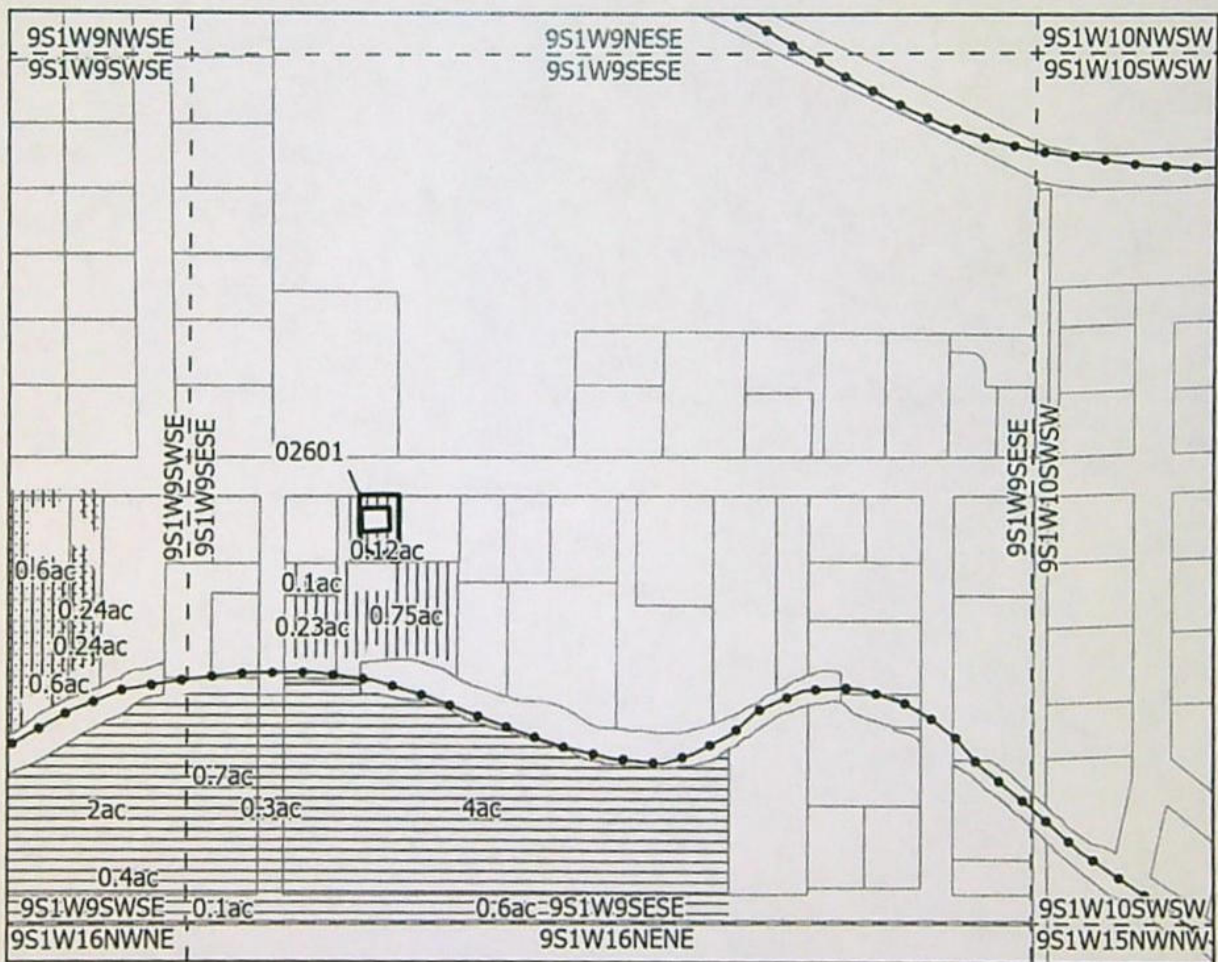 9S1W9NWSE
9S1W9NESE
9S1W10NWSW
9S1W9SWSE
9S1W9SESE
9S1W10SWSW
9S1W9SWSE
9S1W9SESE
9S1W9SESE
9S1W10SWSW
02601
0.12ac
0.6ac
0.1ac
0.24ac
0.75ac
0.23ac
0.24ac
0.6ac
0.7ac
2ac
0.3ac
4ac
0.4ac
9S1W9SWSE
0.1ac
0.6ac
9S1W9SESE
9S1W10SWSW
9S1W16NWNE
9S1W16NENE
9S1W15NWNW